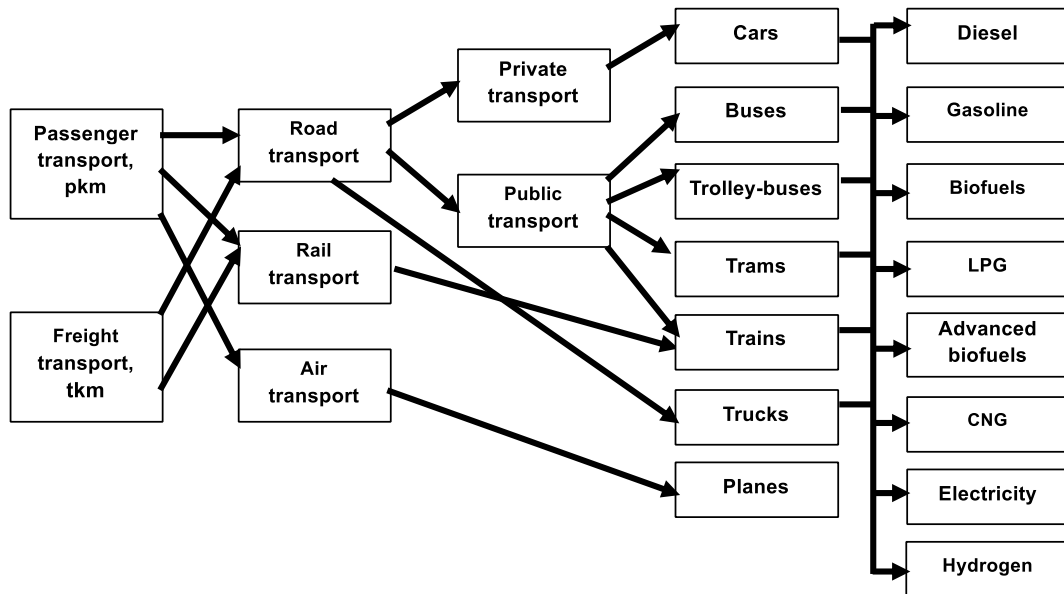 Passenger
transport,
pkm
Freight
transport,
tkm
Road
transport
Rail
transport
Air
transport
Private
transport
Public
transport
Cars
Buses
Trolley-buses
Trams
Trains
Trucks
Planes
Diesel
Gasoline
Biofuels
LPG
Advanced
biofuels
CNG
Electricity
Hydrogen